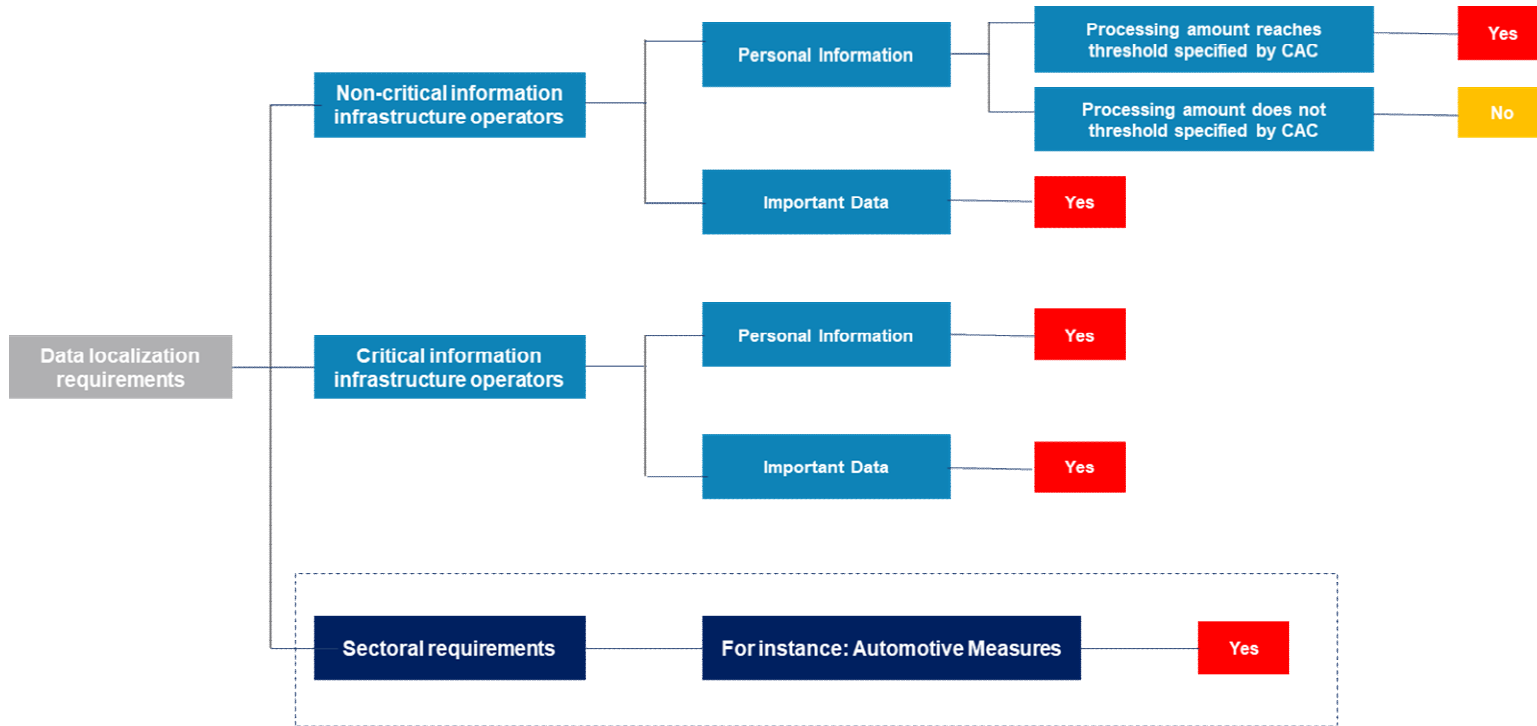 Data localization
requirements
Non-critical information
infrastructure operators
Personal Information
Processing amount reaches
threshold specified by CAC
Yes
Processing amount does not
threshold specified by CAC
No
Important Data
Yes
Critical information
infrastructure operators
Personal Information
Yes
Important Data
Yes
Sectoral requirements
For instance: Automotive Measures
Yes